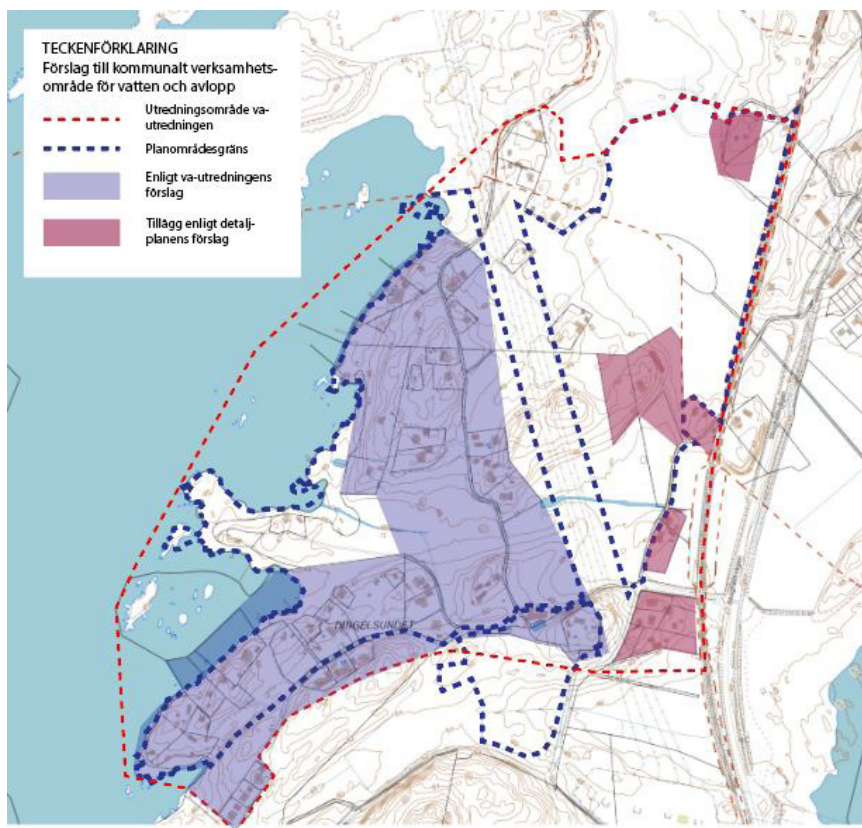 TECKENFÖRKLARING
Förslag till kommunalt verksamhets-
område för vatten och avlopp
Utredningsområde va-
utredningen
Planområdesgräns
Enligt va-utredningens
förslag
Tillägg enligt detalj-
planens förslag
DINGELSUNDET